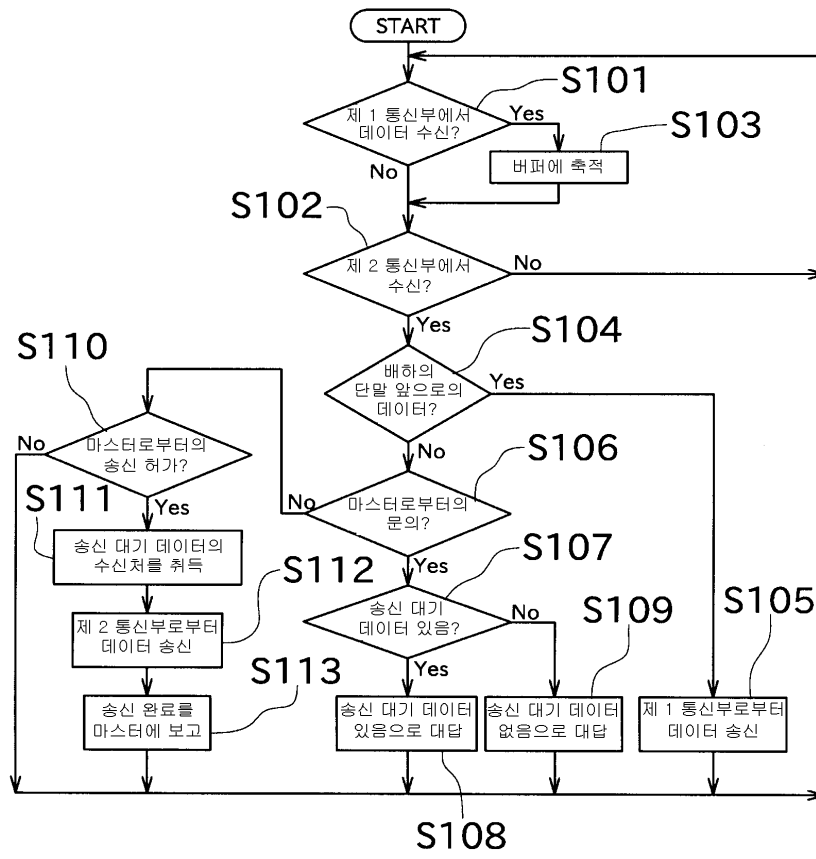 START
S101
제 1 통신부에서
데이터 수신?
Yes
S103
버퍼에 축적
No
S102
제 2 통신부에서
수신?
No
Yes
S104
배하의
단말 앞으로의
데이터?
Yes
No
S110
마스터로부터의
송신 허가?
No
Yes
S106
마스터로부터의
문의?
No
Yes
S111
송신 대기 데이터의
수신처를 취득
S107
송신 대기
데이터 있음?
No
Yes
S112
제 2 통신부로부터
데이터 송신
S109
S105
S113
송신 완료를
마스터에 보고
송신 대기 데이터
있음으로 대답
송신 대기 데이터
없음으로 대답
제 1 통신부로부터
데이터 송신
S108